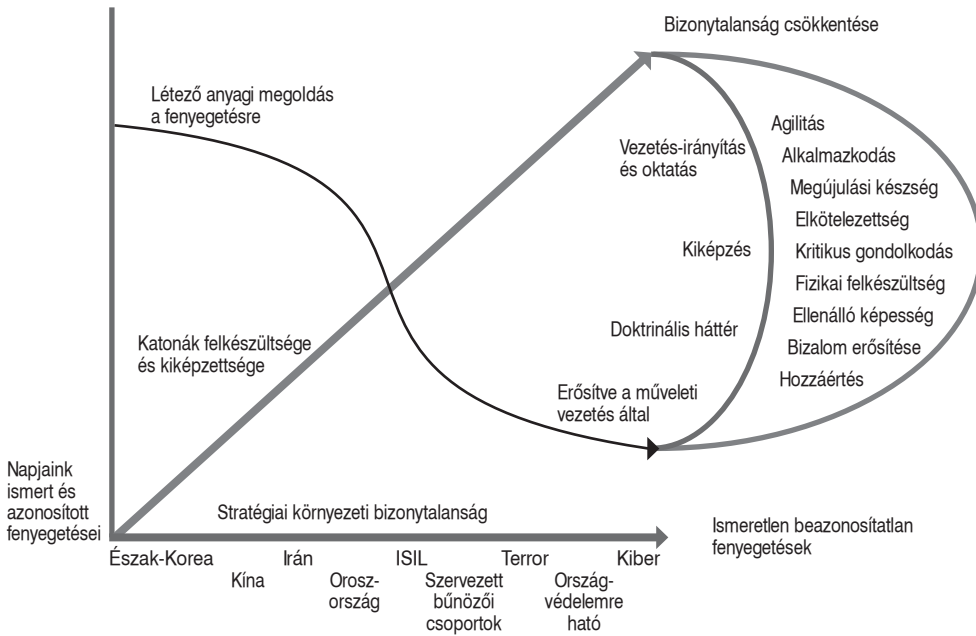 Bizonytalanság csökkentése
Létező anyagi megoldás
a fenyegetésre
Vezetés-irányítás
és oktatás
Kiképzés
Doktrinális háttér
Erősítve a műveleti
vezetés által
Agilitás
Alkalmazkodás
Megújulási készség
Elkötelezettség
Kritikus gondolkodás
Fizikai felkészültség
Ellenálló képesség
Bizalom erősítése
Hozzáértés
Katonák felkészültsége
és kiképzettsége
Napjaink
ismert és
azonosított
fenyegetései
Stratégiai környezeti bizonytalanság
Ismeretlen beazonosítatlan
fenyegetések
Észak-Korea
Kína
Irán
Orosz-
ország
ISIL
Szervezett
bűnözői
csoportok
Terror
Ország-
védelemre
ható
Kiber